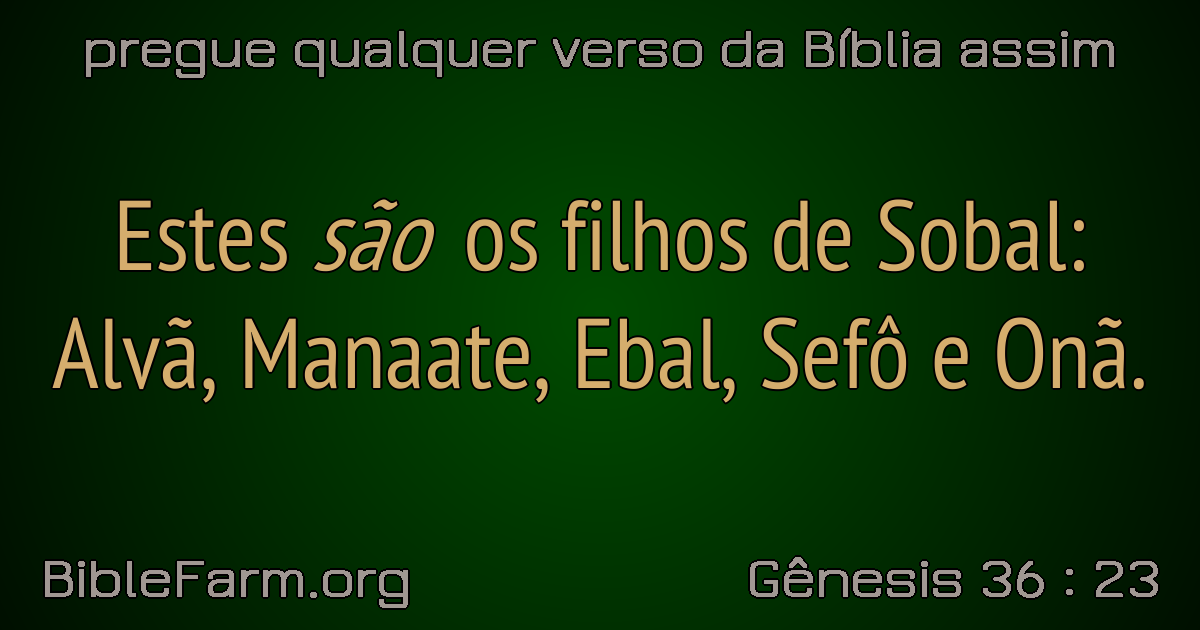 pregue qualquer verso da Bíblia assim
Estes são os filhos de Sobal:
Alvã, Manaate, Ebal, Sefô e Onã.
BibleFarm.org
Gênesis 36 : 23